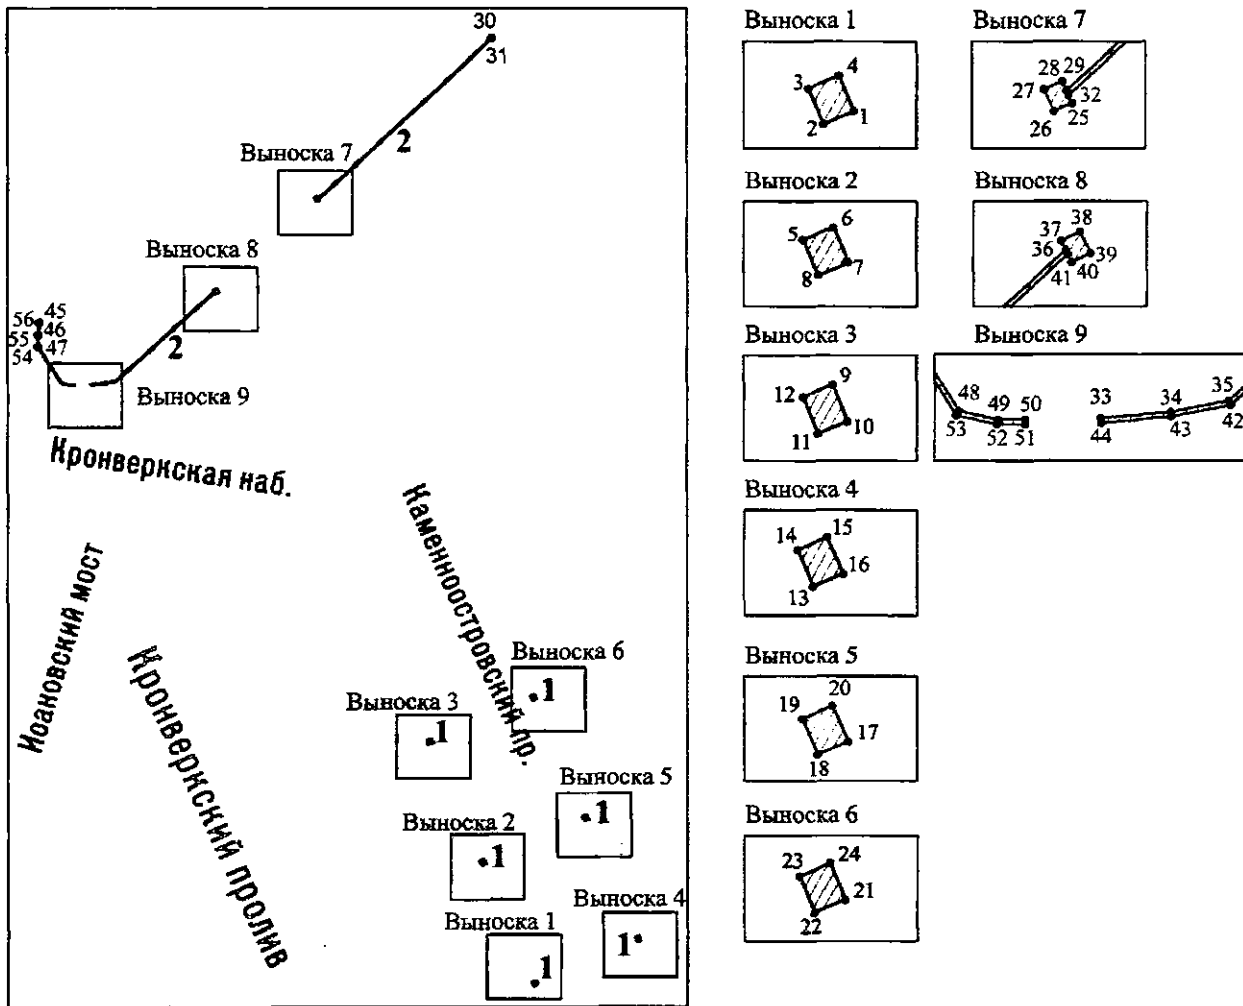 30
31
2
Выноска 7
Выноска 8
2
56 45
46
55 47
54
Выноска 9
Кронверкская наб.
Каменноостровский пр.
Иоановский мост
Кронверкский пролив
Выноска 6
1
Выноска 3
1
Выноска 5
1
Выноска 2
1
Выноска 4
1
Выноска 1
1
Выноска 1
4
3
1
2
Выноска 2
6
5
7
8
Выноска 3
9
12
10
11
Выноска 4
15
14
16
13
Выноска 5
20
19
17
18
Выноска 6
24
23
21
22
Выноска 7
28 29
27
32
25
26
Выноска 8
38
37
36
39
40
41
Выноска 9
48 49 50 33 34 35
53 52 51 44 43 42